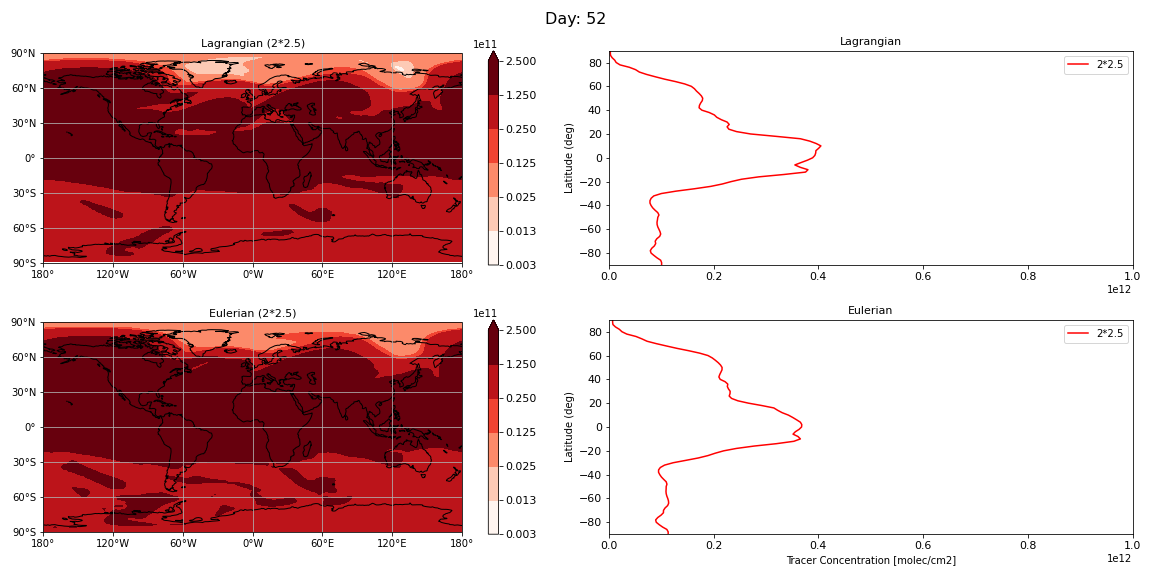 Day: 52
Lagrangian (2*2.5)
1e11
90°N
60°N
30°N
0°
30°S
60°S
90°S
180° 120°W 60°W 0°W 60°E 120°E 180°
2.500
1.250
0.250
0.125
0.025
0.013
0.003
Lagrangian
2*2.5
Latitude (deg)
80
60
40
20
0
−20
−40
−60
−80
0.0 0.2 0.4 0.6 0.8 1.0
1e12
Eulerian (2*2.5)
1e11
90°N
60°N
30°N
0°
30°S
60°S
90°S
180° 120°W 60°W 0°W 60°E 120°E 180°
2.500
1.250
0.250
0.125
0.025
0.013
0.003
Eulerian
2*2.5
Latitude (deg)
80
60
40
20
0
−20
−40
−60
−80
0.0 0.2 0.4 0.6 0.8 1.0
Tracer Concentration [molec/cm2]
1e12